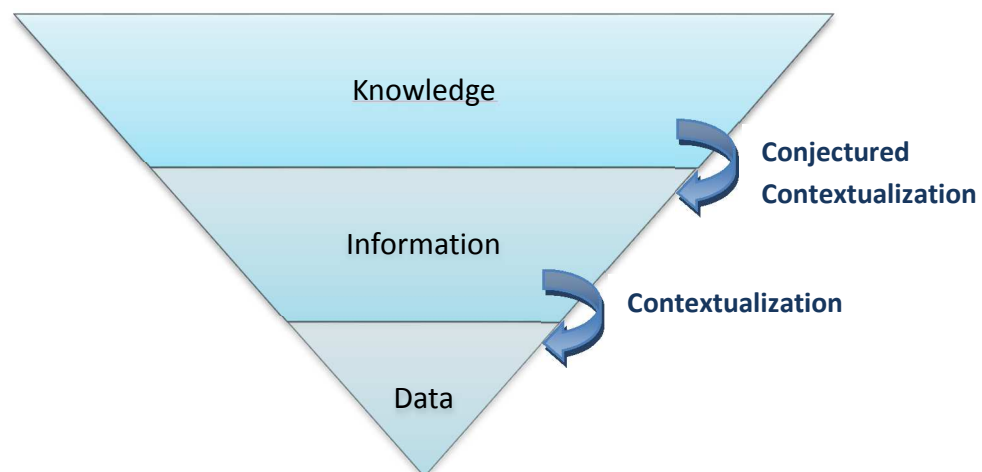 Knowledge
Conjectured
Contextualization
Information
Contextualization
Data